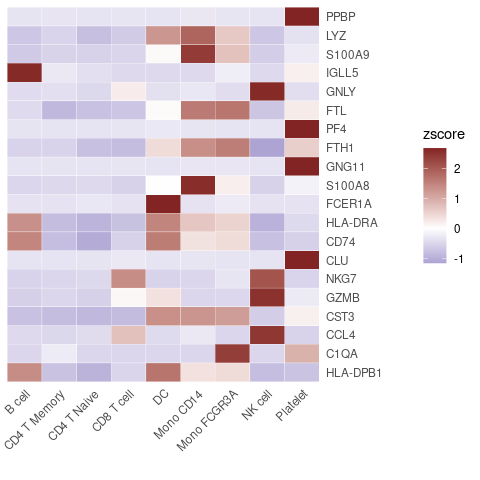 PPBP
LYZ
S100A9
IGLL5
GNLY
FTL
PF4
FTH1
GNG11
S100A8
FCER1A
HLA-DRA
CD74
CLU
NKG7
GZMB
CST3
CCL4
C1QA
HLA-DPB1
zscore
2
1
0
-1
B cell
CD4 T Memory
CD4 T Naive
CD8 T cell
DC
Mono CD14
Mono FCGR3A
NK cell
Platelet